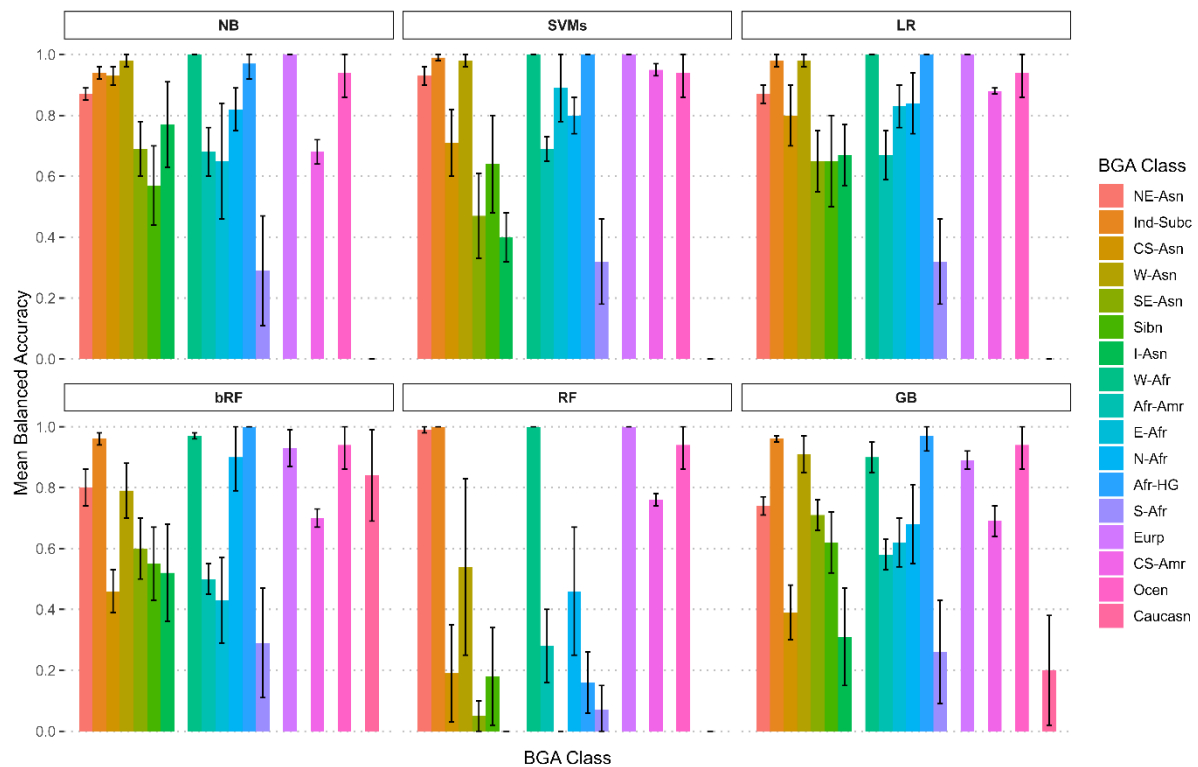 NB
SVMs
LR
1.0
0.8
0.6
0.4
0.2
0.0
bRF
RF
GB
1.0
0.8
0.6
0.4
0.2
0.0
Mean Balanced Accuracy
BGA Class
BGA Class
NE-Asn
Ind-Subc
CS-Asn
W-Asn
SE-Asn
Sibn
I-Asn
W-Afr
Afr-Amr
E-Afr
N-Afr
Afr-HG
S-Afr
Eurp
CS-Amr
Ocen
Caucasn